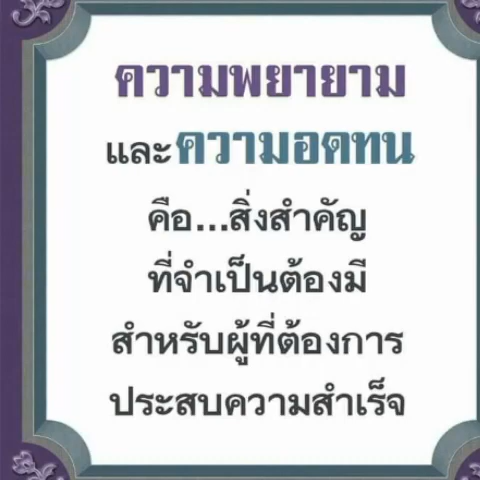 ความพยายาม
และความอดทน
คือ...สิ่งสำคัญ
ที่จำเป็นต้องมี
สำหรับผู้ที่ต้องการ
ประสบความสำเร็จ